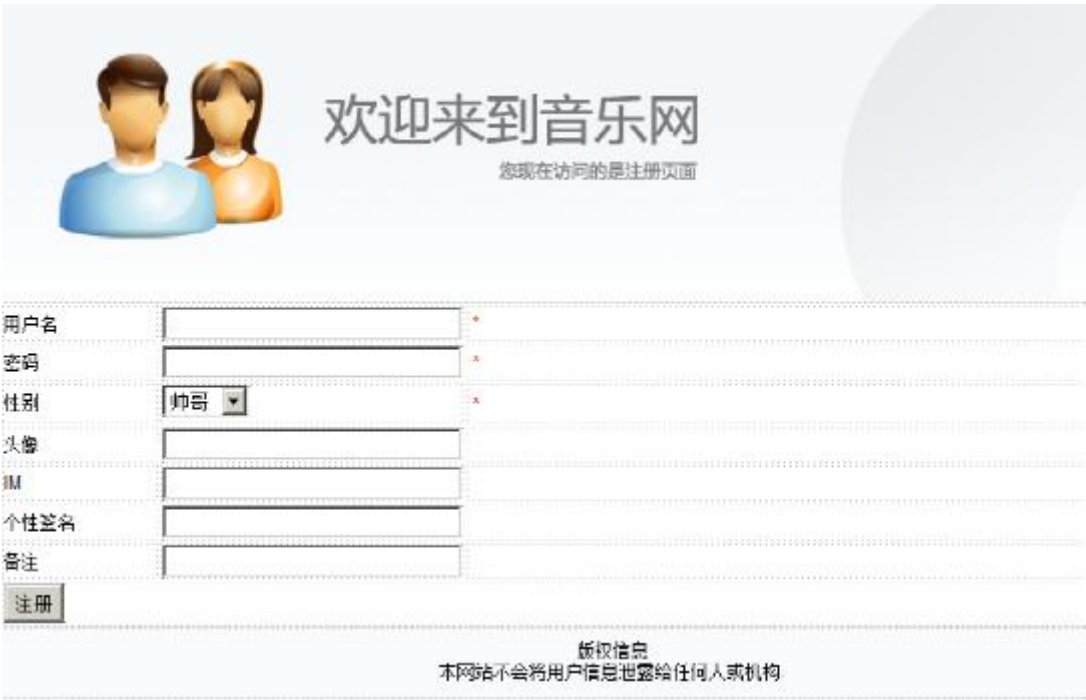 欢迎来到音乐网
您现在访问的是注册页面
用户名 *
密码 *
性别 帅哥 *
头像
IM
个性签名
备注
注册
版权信息
本网站不会将用户信息泄露给任何人或机构